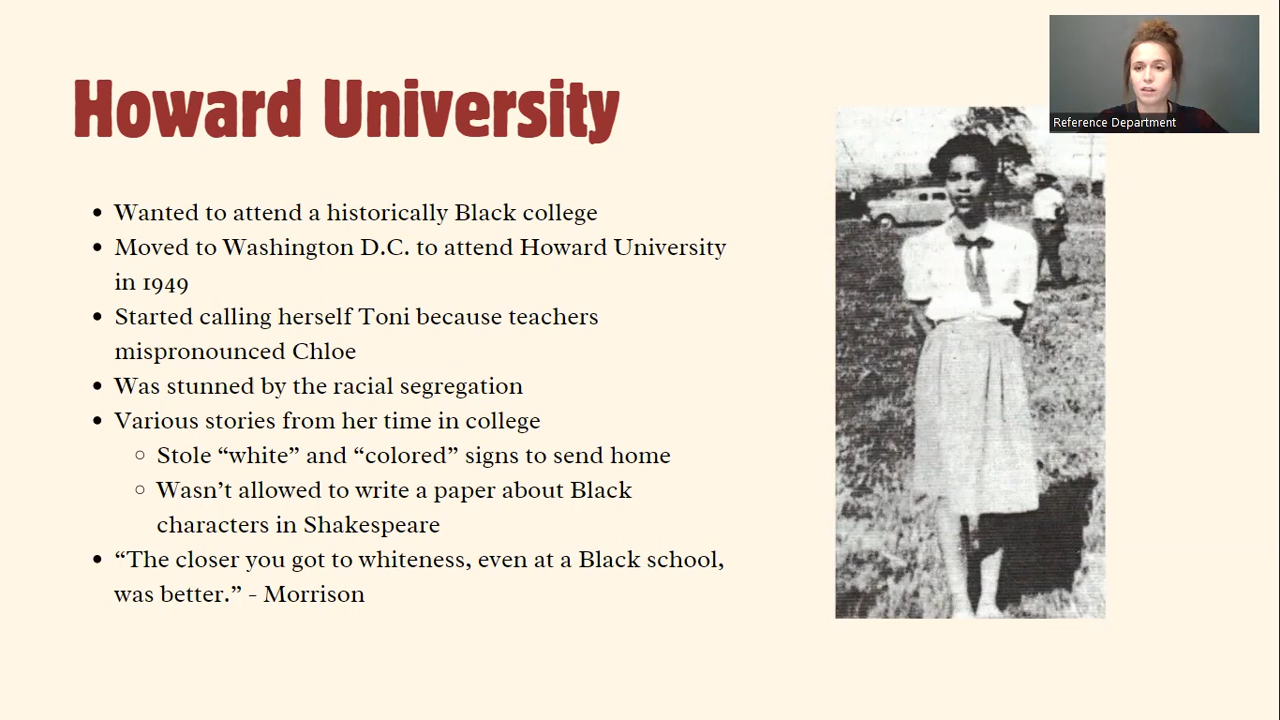 Howard University
Reference Department
• Wanted to attend a historically Black college
• Moved to Washington D.C. to attend Howard University
in 1949
• Started calling herself Toni because teachers
mispronounced Chloe
• Was stunned by the racial segregation
• Various stories from her time in college
○ Stole “white” and “colored” signs to send home
○ Wasn’t allowed to write a paper about Black
characters in Shakespeare
• “The closer you got to whiteness, even at a Black school,
was better.” - Morrison